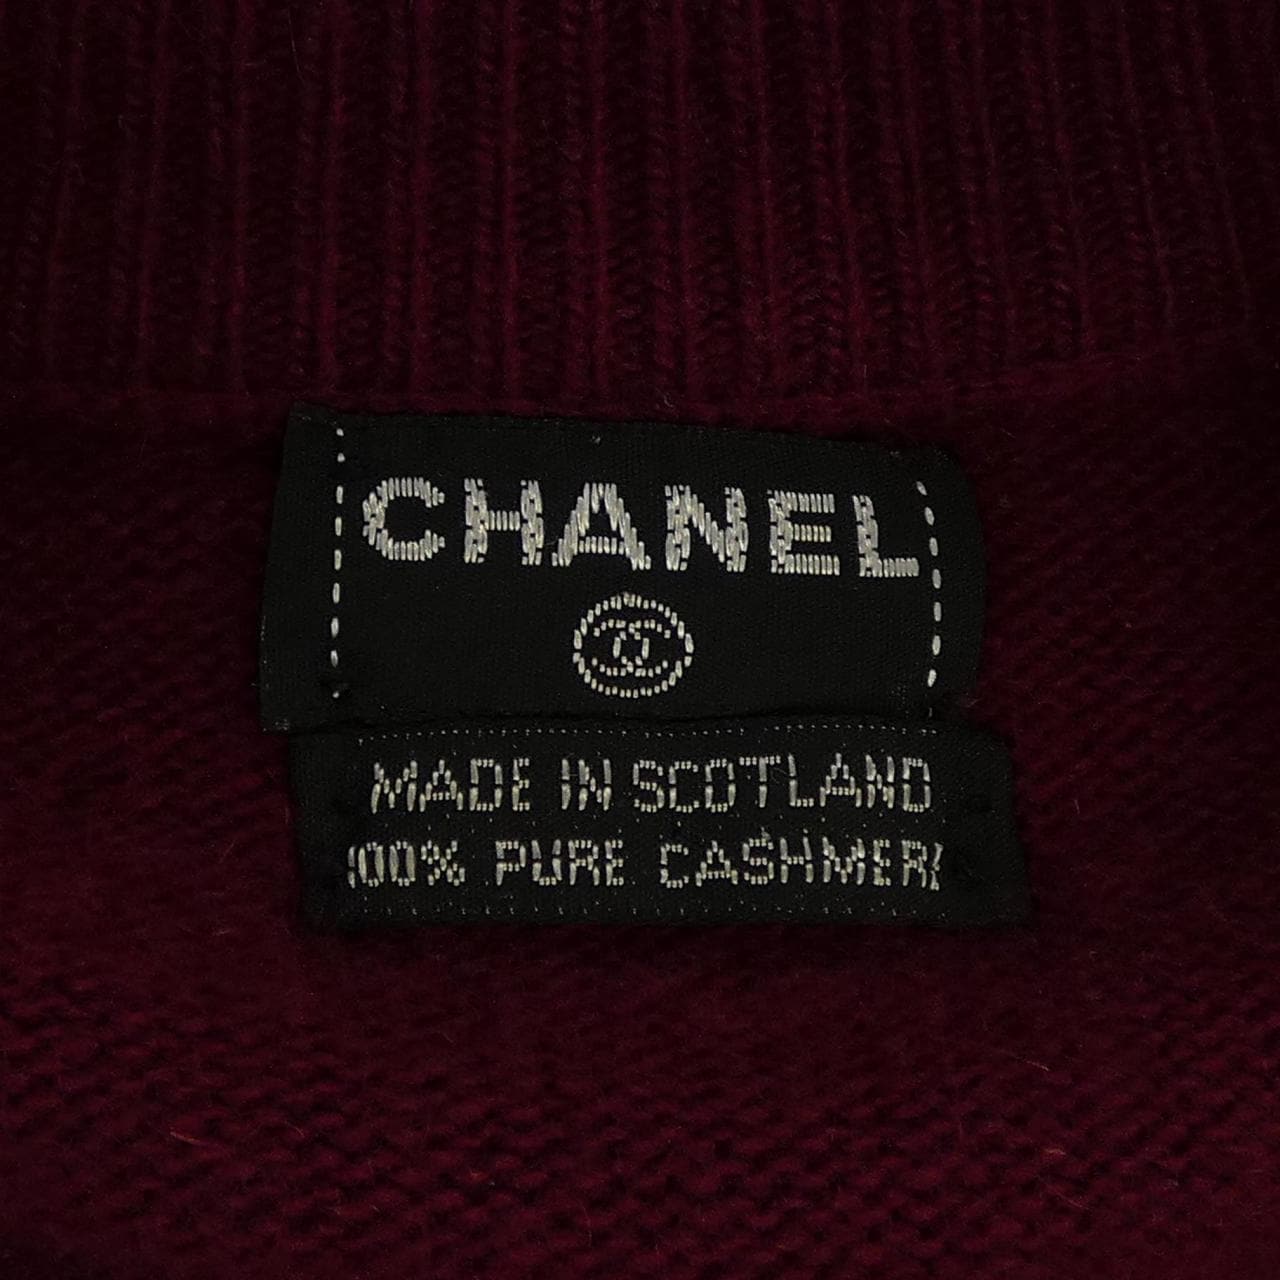 CHANEL
MADE IN SCOTLAND
100% PURE CASHMERE